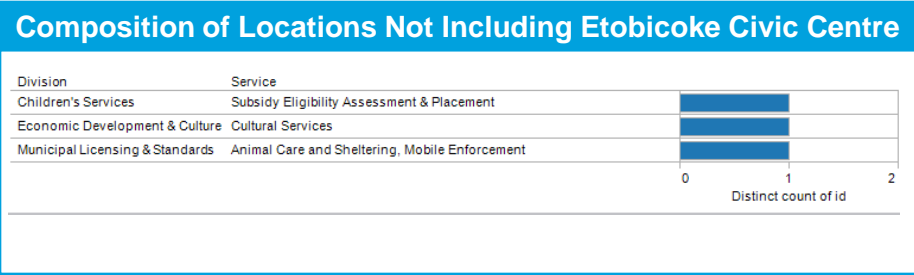 Composition of Locations Not Including Etobicoke Civic Centre
Division Service
Children's Services Subsidy Eligibility Assessment & Placement
Economic Development & Culture Cultural Services
Municipal Licensing & Standards Animal Care and Sheltering, Mobile Enforcement
0 1 2
Distinct count of id